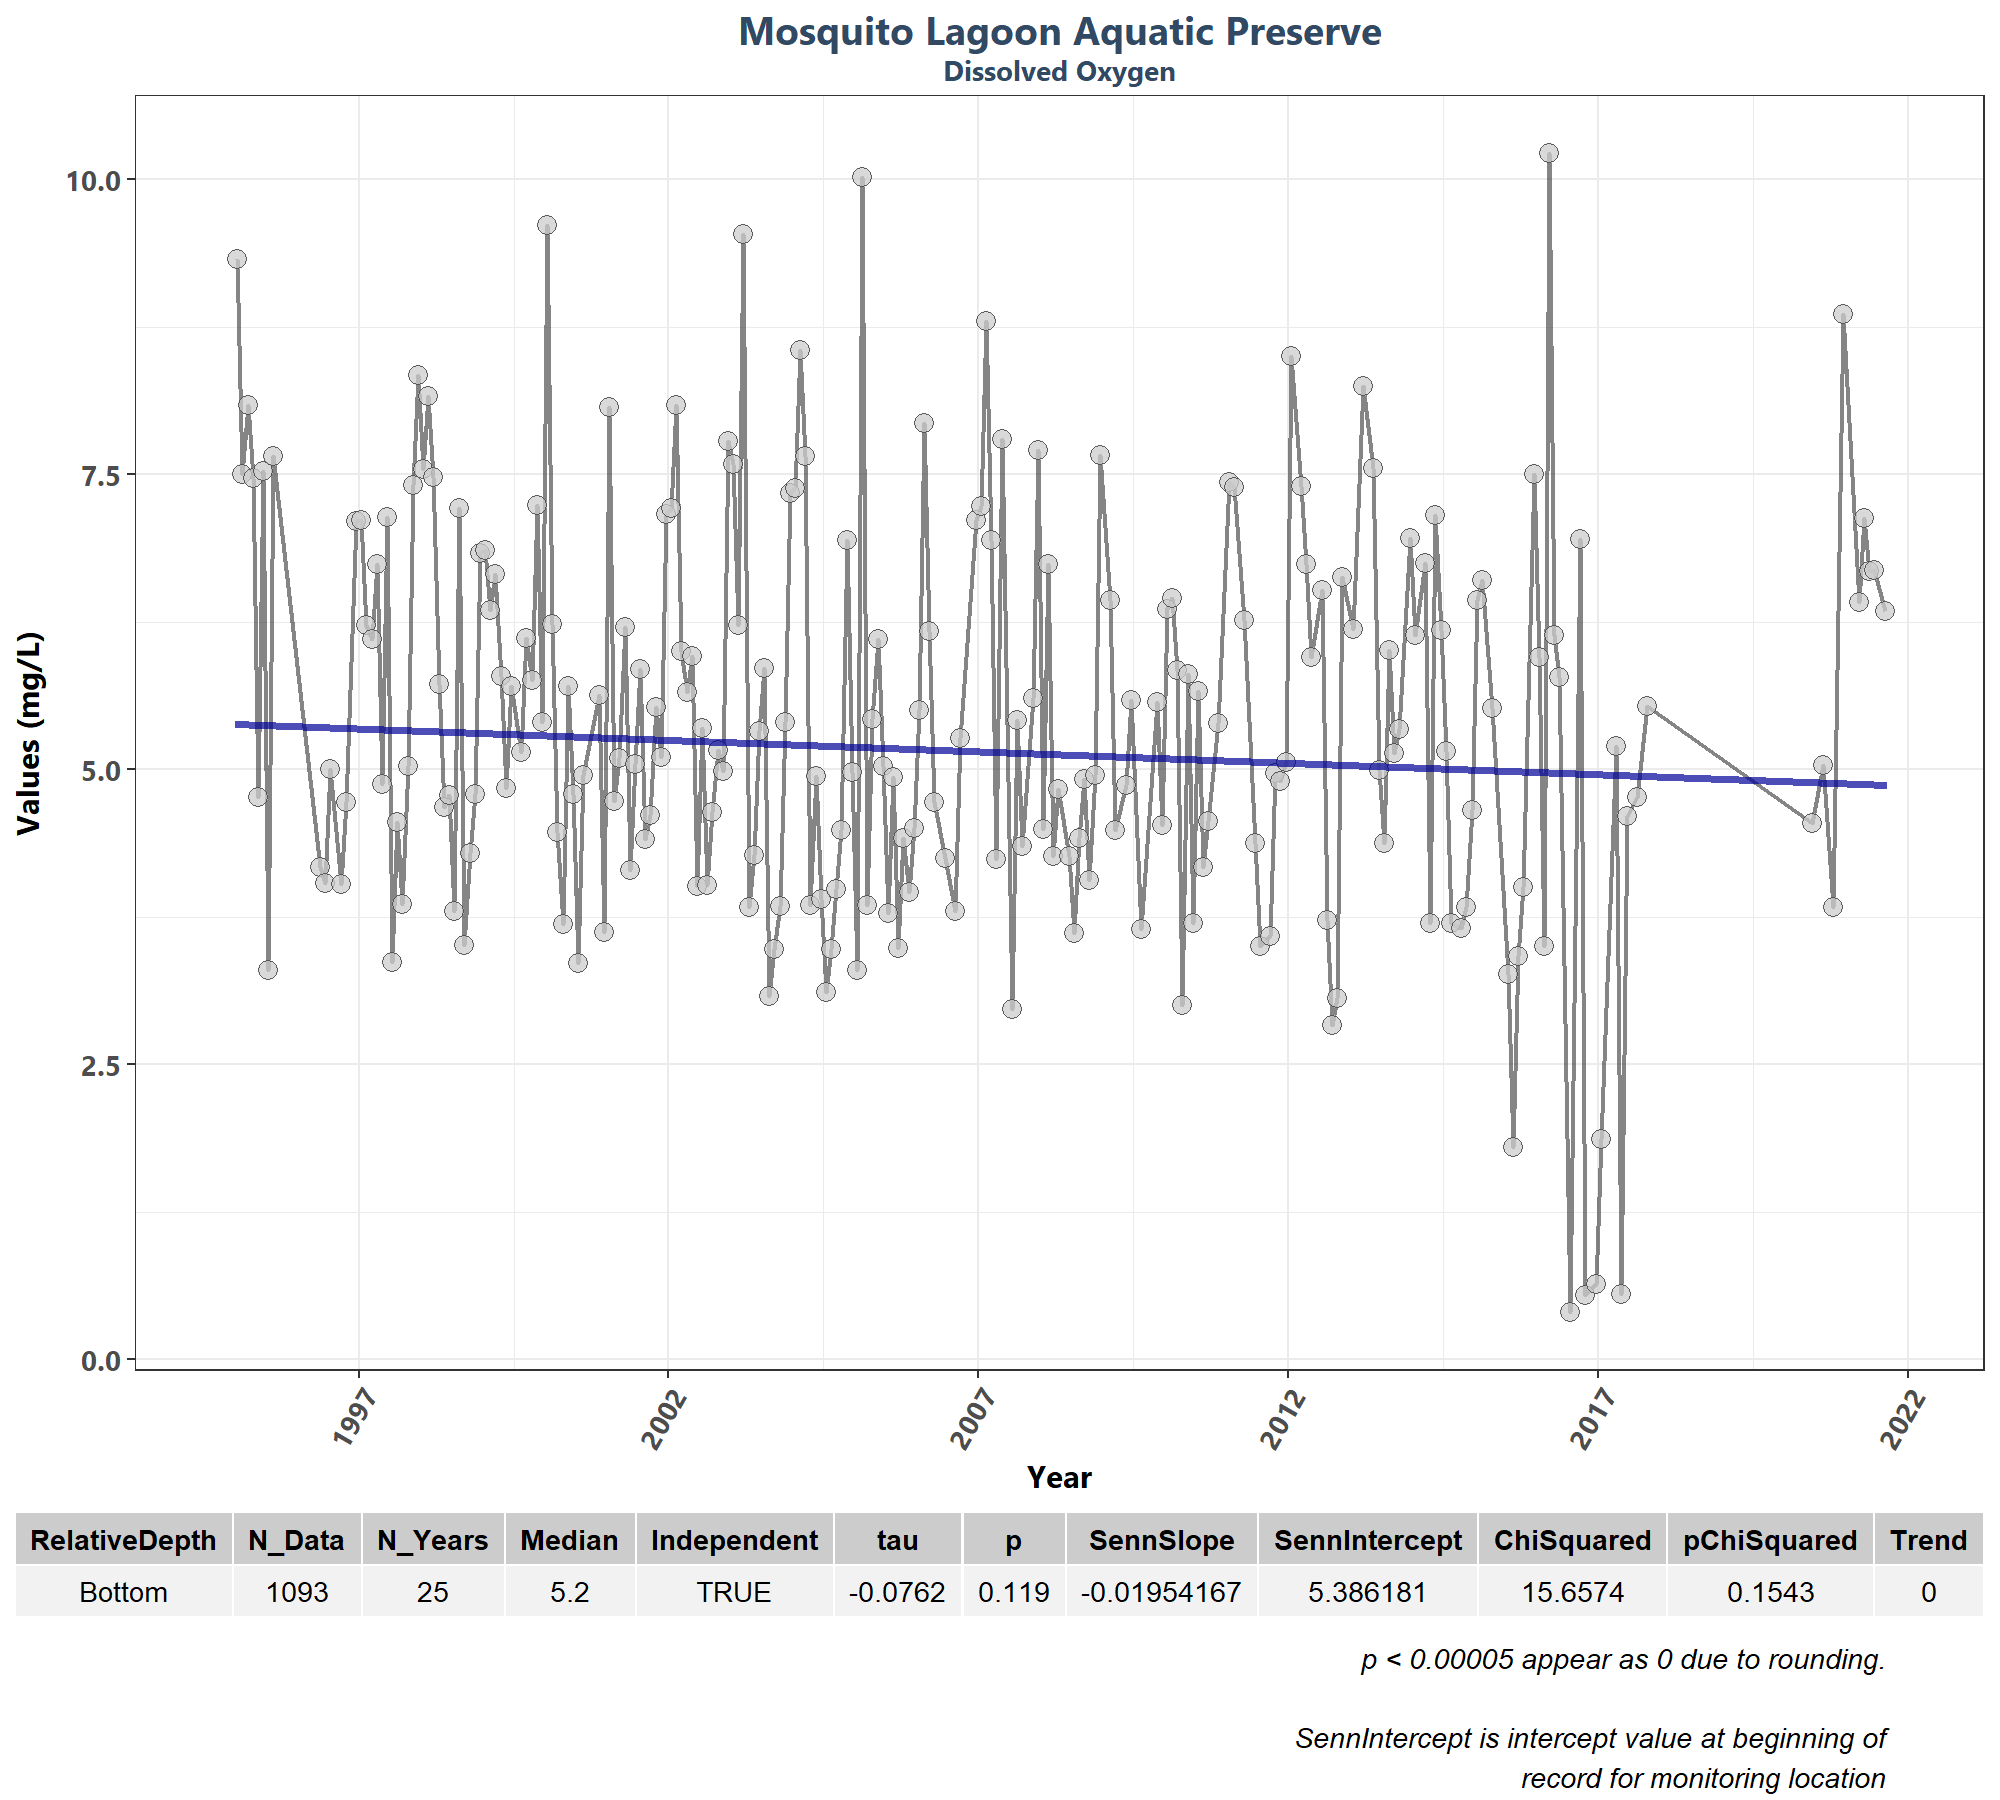 Mosquito Lagoon Aquatic Preserve
Dissolved Oxygen
Values (mg/L)
10.0
7.5
5.0
2.5
0.0
1997 2002 2007 2012 2017 2022
Year
RelativeDepth N_Data N_Years Median Independent tau p SennSlope SennIntercept ChiSquared pChiSquared Trend
Bottom 1093 25 5.2 TRUE -0.0762 0.119 -0.01954167 5.386181 15.6574 0.1543 0
p < 0.00005 appear as 0 due to rounding.
SennIntercept is intercept value at beginning of
record for monitoring location